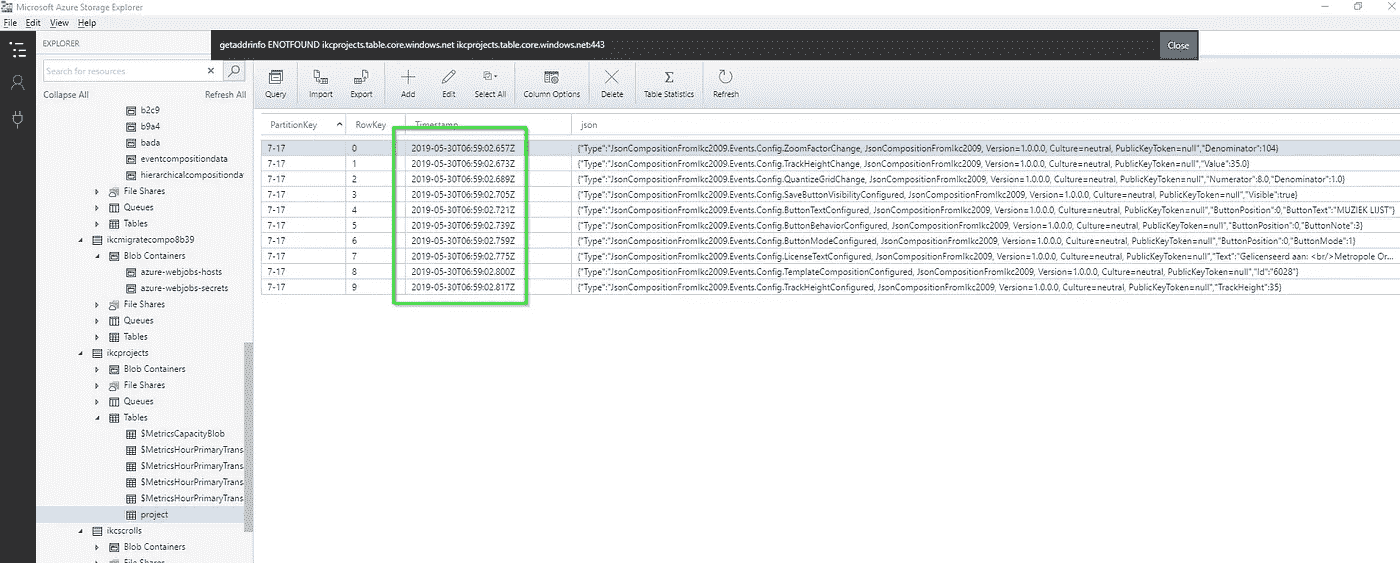 Microsoft Azure Storage Explorer
File Edit View Help
EXPLORER
getaddrinfo ENOTFOUND ikcprojects.table.core.windows.net ikcprojects.table.core.windows.net:443
Close
Search for resources
Collapse All Refresh All
b2c9
b9a4
bada
eventcompositiondata
hierarchicalcompositionda
File Shares
Queues
Tables
ikcmigratecompo8b39
Blob Containers
azure-webjobs-hosts
azure-webjobs-secrets
File Shares
Queues
Tables
ikcprojects
Blob Containers
File Shares
Queues
Tables
$MetricsCapacityBlob
$MetricsHourPrimaryTrans
$MetricsHourPrimaryTrans
$MetricsHourPrimaryTrans
$MetricsHourPrimaryTrans
project
ikcscrolls
Blob Containers
File Shares
Query Import Export Add Edit Select All Column Options Delete Table Statistics Refresh
PartitionKey RowKey Timestamp json
7-17 0 2019-05-30T06:59:02.657Z {"Type":"JsonCompositionFromIkc2009.Events.Config.ZoomFactorChange, JsonCompositionFromIkc2009, Version=1.0.0.0, Culture=neutral, PublicKeyToken=null","Denominator":104}
7-17 1 2019-05-30T06:59:02.673Z {"Type":"JsonCompositionFromIkc2009.Events.Config.TrackHeightChange, JsonCompositionFromIkc2009, Version=1.0.0.0, Culture=neutral, PublicKeyToken=null","Value":35.0}
7-17 2 2019-05-30T06:59:02.689Z {"Type":"JsonCompositionFromIkc2009.Events.Config.QuantizeGridChange, JsonCompositionFromIkc2009, Version=1.0.0.0, Culture=neutral, PublicKeyToken=null","Numerator":8.0,"Denominator":1.0}
7-17 3 2019-05-30T06:59:02.705Z {"Type":"JsonCompositionFromIkc2009.Events.Config.SaveButtonVisibilityConfigured, JsonCompositionFromIkc2009, Version=1.0.0.0, Culture=neutral, PublicKeyToken=null","Visible":true}
7-17 4 2019-05-30T06:59:02.721Z {"Type":"JsonCompositionFromIkc2009.Events.Config.ButtonTextConfigured, JsonCompositionFromIkc2009, Version=1.0.0.0, Culture=neutral, PublicKeyToken=null","ButtonPosition":0,"ButtonText":"MUZIEK LIJST"}
7-17 5 2019-05-30T06:59:02.739Z {"Type":"JsonCompositionFromIkc2009.Events.Config.ButtonBehaviorConfigured, JsonCompositionFromIkc2009, Version=1.0.0.0, Culture=neutral, PublicKeyToken=null","ButtonPosition":0,"ButtonNote":3}
7-17 6 2019-05-30T06:59:02.759Z {"Type":"JsonCompositionFromIkc2009.Events.Config.ButtonModeConfigured, JsonCompositionFromIkc2009, Version=1.0.0.0, Culture=neutral, PublicKeyToken=null","ButtonPosition":0,"ButtonMode":1}
7-17 7 2019-05-30T06:59:02.775Z {"Type":"JsonCompositionFromIkc2009.Events.Config.LicenseTextConfigured, JsonCompositionFromIkc2009, Version=1.0.0.0, Culture=neutral, PublicKeyToken=null","Text":"Gelicenseerd aan: <br/>Metropole Or...
7-17 8 2019-05-30T06:59:02.800Z {"Type":"JsonCompositionFromIkc2009.Events.Config.TemplateCompositionConfigured, JsonCompositionFromIkc2009, Version=1.0.0.0, Culture=neutral, PublicKeyToken=null","Id":"6028"}
7-17 9 2019-05-30T06:59:02.817Z {"Type":"JsonCompositionFromIkc2009.Events.Config.TrackHeightConfigured, JsonCompositionFromIkc2009, Version=1.0.0.0, Culture=neutral, PublicKeyToken=null","TrackHeight":35}